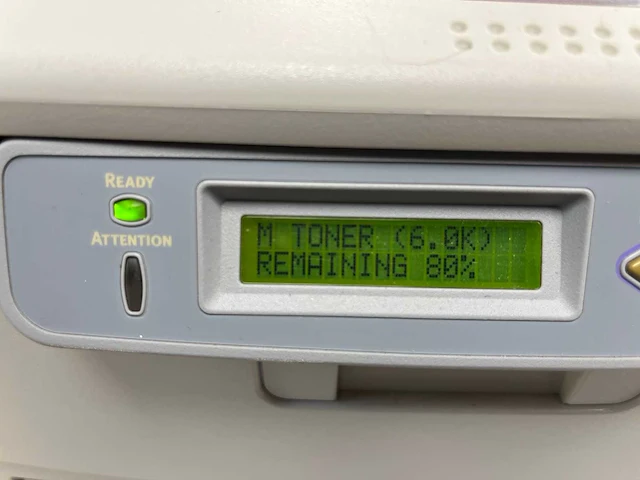 READY
ATTENTION
M TONER (6.0K)
REMAINING 80%